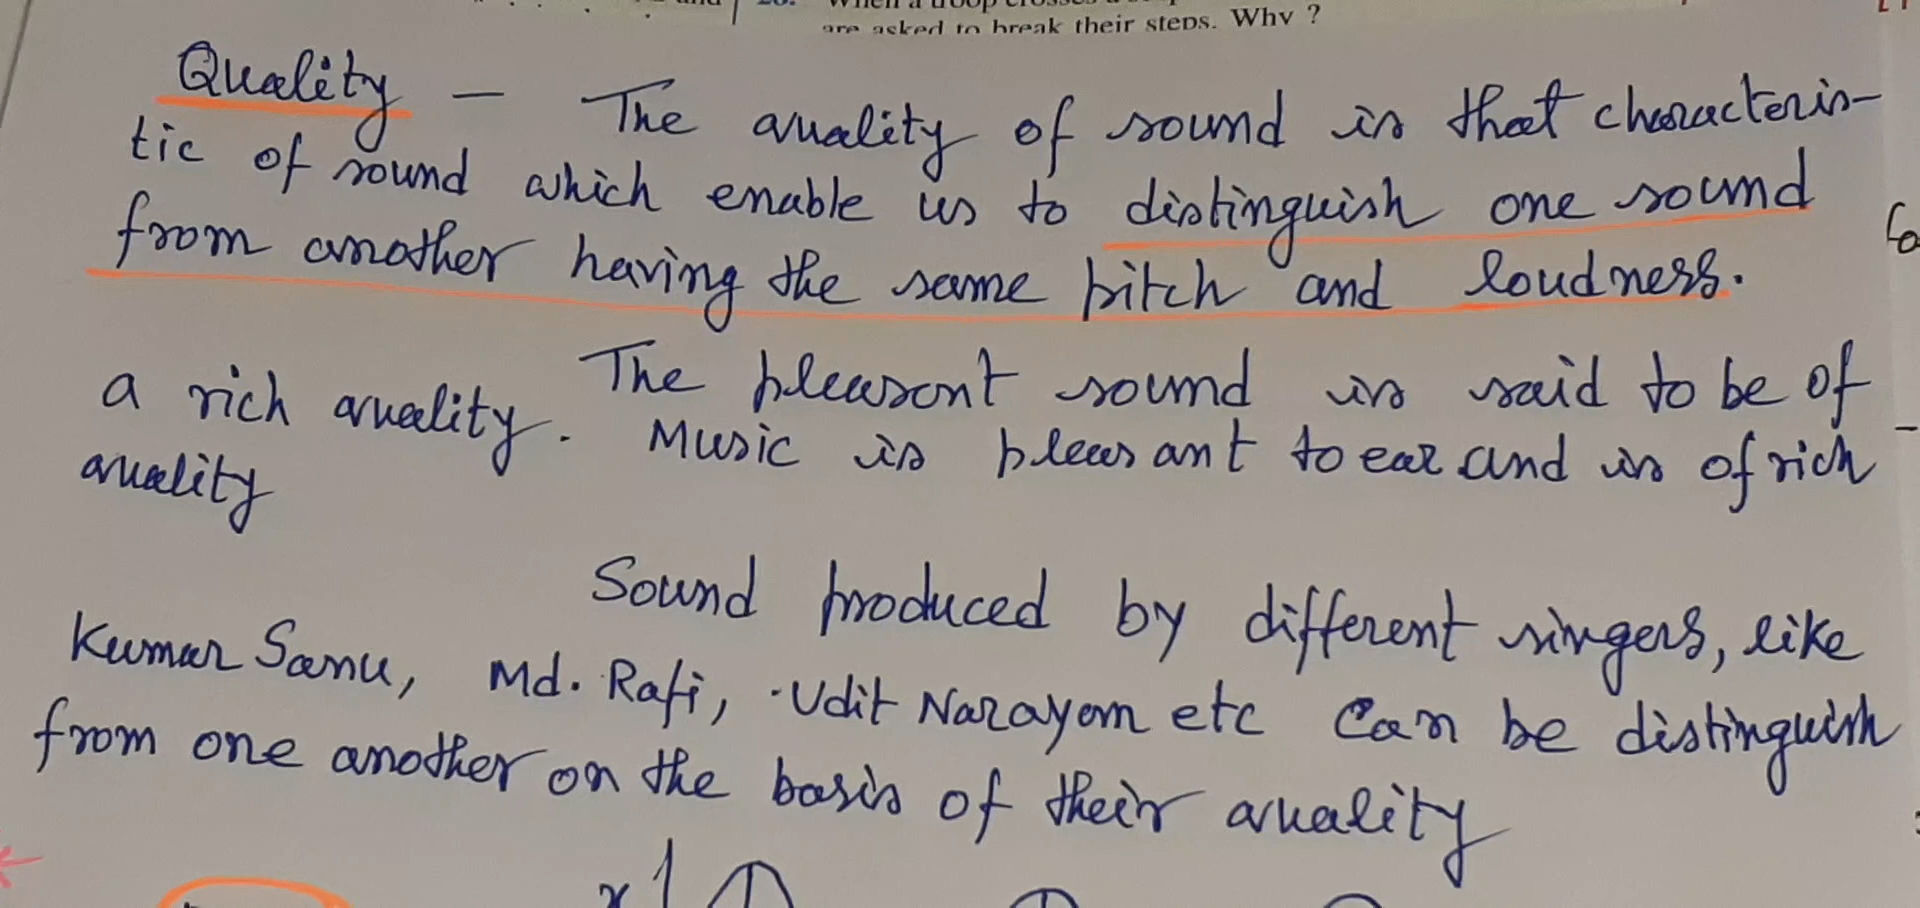 are asked to break their steps. Why ?
Quality — The quality of sound is that characteris-
tic of sound which enable us to distinguish one sound
from another having the same pitch and loudness.
The pleasant sound is said to be of
a rich quality. Music is pleasant to ear and is of rich
quality
Sound produced by different singers, like
Kumar Sanu, Md. Rafi, Udit Narayan etc Can be distinguish
from one another on the basis of their quality